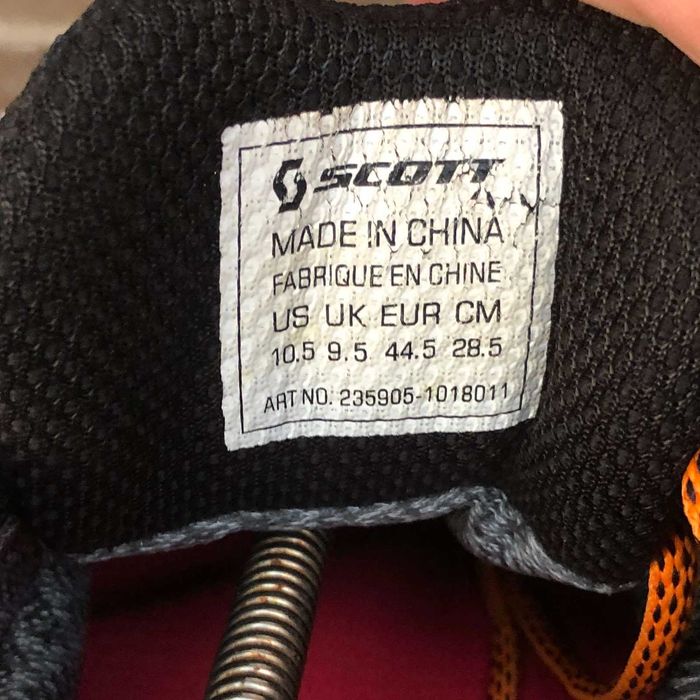 SCOTT
MADE IN CHINA
FABRIQUE EN CHINE
US UK EUR CM
10.5 9.5 44.5 28.5
ART NO. 235905-1018011